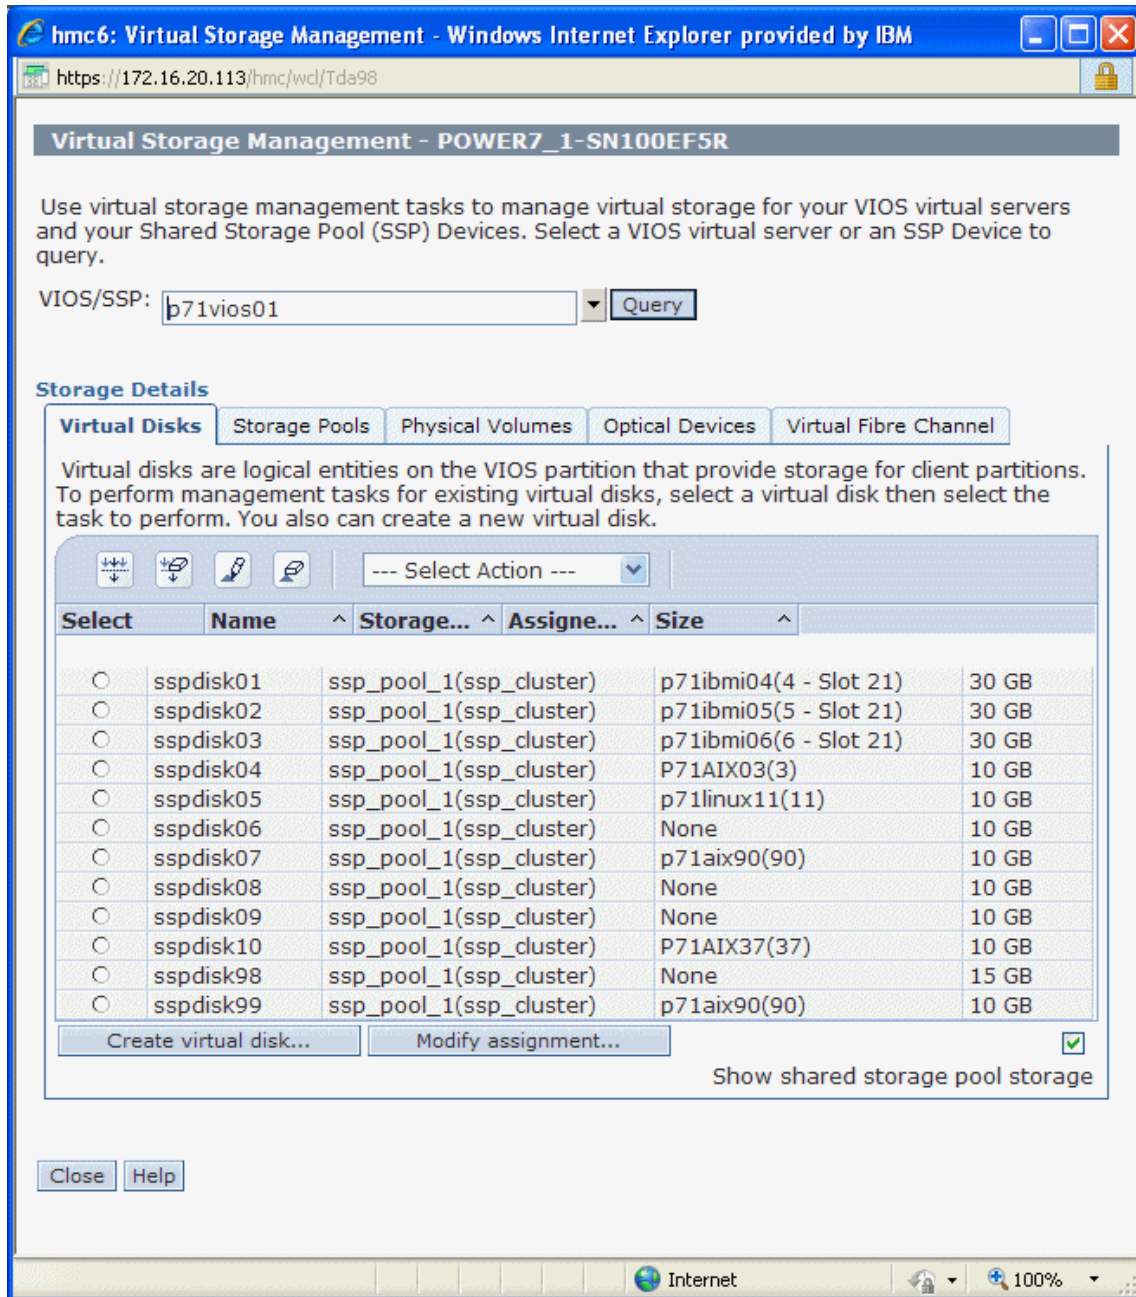 hmc6: Virtual Storage Management - Windows Internet Explorer provided by IBM
https://172.16.20.113/hmc/wcl/Tda98
Virtual Storage Management - POWER7_1-SN100EF5R
Use virtual storage management tasks to manage virtual storage for your VIOS virtual servers
and your Shared Storage Pool (SSP) Devices. Select a VIOS virtual server or an SSP Device to
query.
VIOS/SSP: p71vios01 Query
Storage Details
Virtual Disks Storage Pools Physical Volumes Optical Devices Virtual Fibre Channel
Virtual disks are logical entities on the VIOS partition that provide storage for client partitions.
To perform management tasks for existing virtual disks, select a virtual disk then select the
task to perform. You also can create a new virtual disk.
--- Select Action ---
Select Name ^ Storage... ^ Assigne... ^ Size ^
sspdisk01 ssp_pool_1(ssp_cluster) p71ibmi04(4 - Slot 21) 30 GB
sspdisk02 ssp_pool_1(ssp_cluster) p71ibmi05(5 - Slot 21) 30 GB
sspdisk03 ssp_pool_1(ssp_cluster) p71ibmi06(6 - Slot 21) 30 GB
sspdisk04 ssp_pool_1(ssp_cluster) P71AIX03(3) 10 GB
sspdisk05 ssp_pool_1(ssp_cluster) p71linux11(11) 10 GB
sspdisk06 ssp_pool_1(ssp_cluster) None 10 GB
sspdisk07 ssp_pool_1(ssp_cluster) p71aix90(90) 10 GB
sspdisk08 ssp_pool_1(ssp_cluster) None 10 GB
sspdisk09 ssp_pool_1(ssp_cluster) None 10 GB
sspdisk10 ssp_pool_1(ssp_cluster) P71AIX37(37) 10 GB
sspdisk98 ssp_pool_1(ssp_cluster) None 15 GB
sspdisk99 ssp_pool_1(ssp_cluster) p71aix90(90) 10 GB
Create virtual disk... Modify assignment...
Show shared storage pool storage
Close Help
Internet 100%